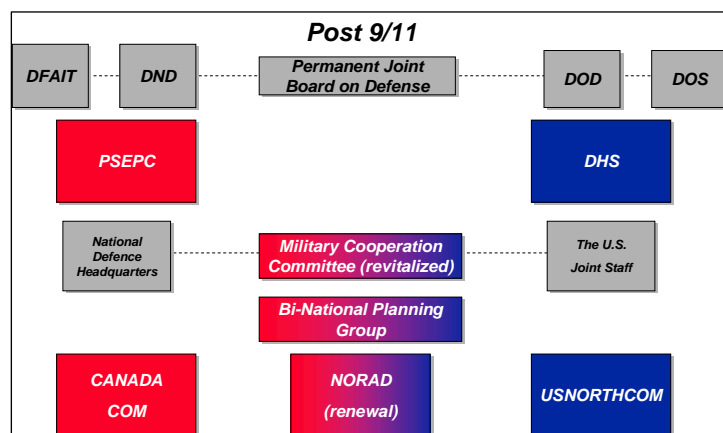 Post 9/11
DFAIT
DND
Permanent Joint
Board on Defense
DOD
DOS
PSEPC
DHS
National
Defence
Headquarters
Military Cooperation
Committee (revitalized)
The U.S.
Joint Staff
Bi-National Planning
Group
CANADA
COM
NORAD
(renewal)
USNORTHCOM